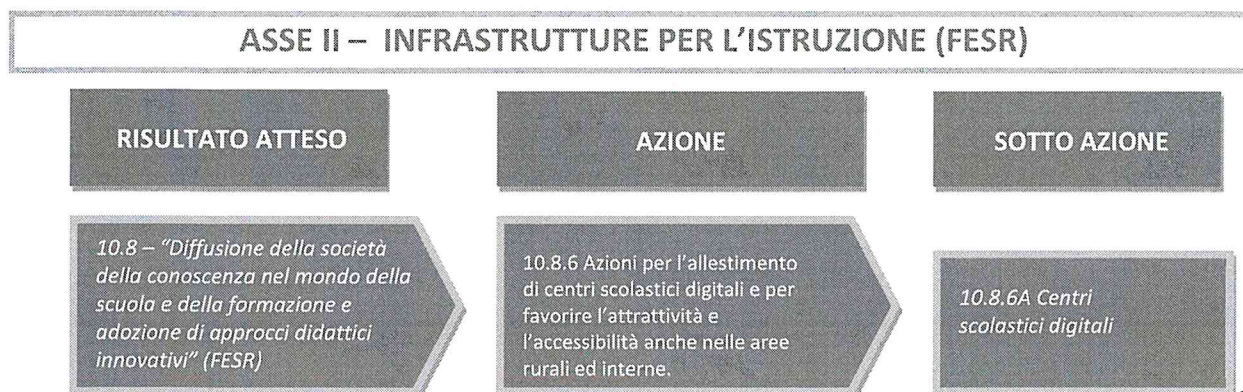 ASSE II – INFRASTRUTTURE PER L'ISTRUZIONE (FESR)
RISULTATO ATTESO
AZIONE
SOTTO AZIONE
10.8 – "Diffusione della società
della conoscenza nel mondo della
scuola e della formazione e
adozione di approcci didattici
innovativi" (FESR)
10.8.6 Azioni per l'allestimento
di centri scolastici digitali e per
favorire l'attrattività e
l'accessibilità anche nelle aree
rurali ed interne.
10.8.6A Centri
scolastici digitali